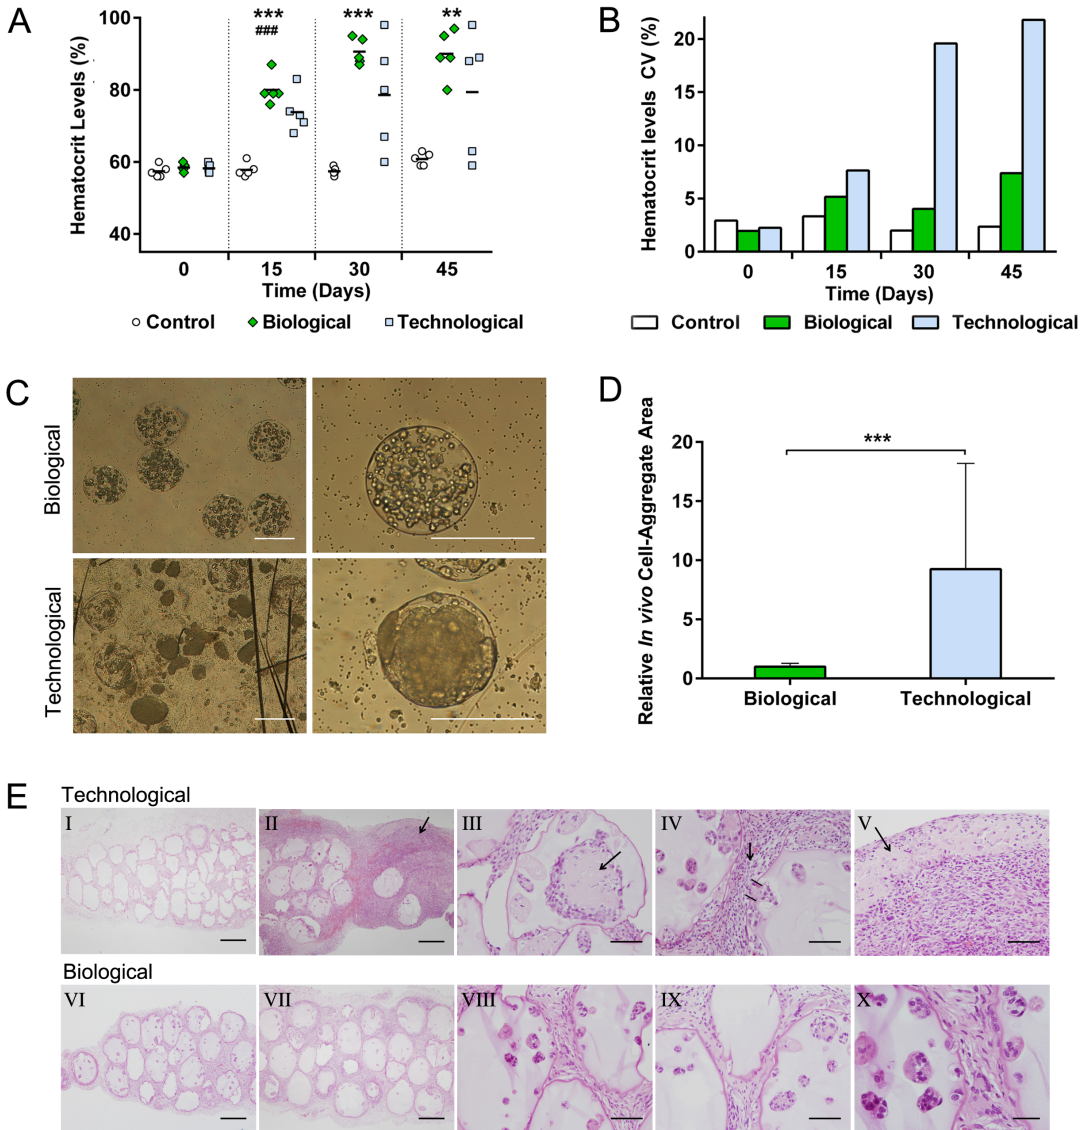 A
Hematocrit Levels (%)
100
80
60
40
***
###
***
**
0
15
30
45
Time (Days)
Control
Biological
Technological
B
Hematocrit levels CV (%)
20
15
10
5
0
0
15
30
45
Time (Days)
Control
Biological
Technological
C
Biological
Technological
D
Relative In vivo Cell-Aggregate Area
20
15
10
5
0
***
Biological
Technological
E
Technological
I
II
III
IV
V
Biological
VI
VII
VIII
IX
X